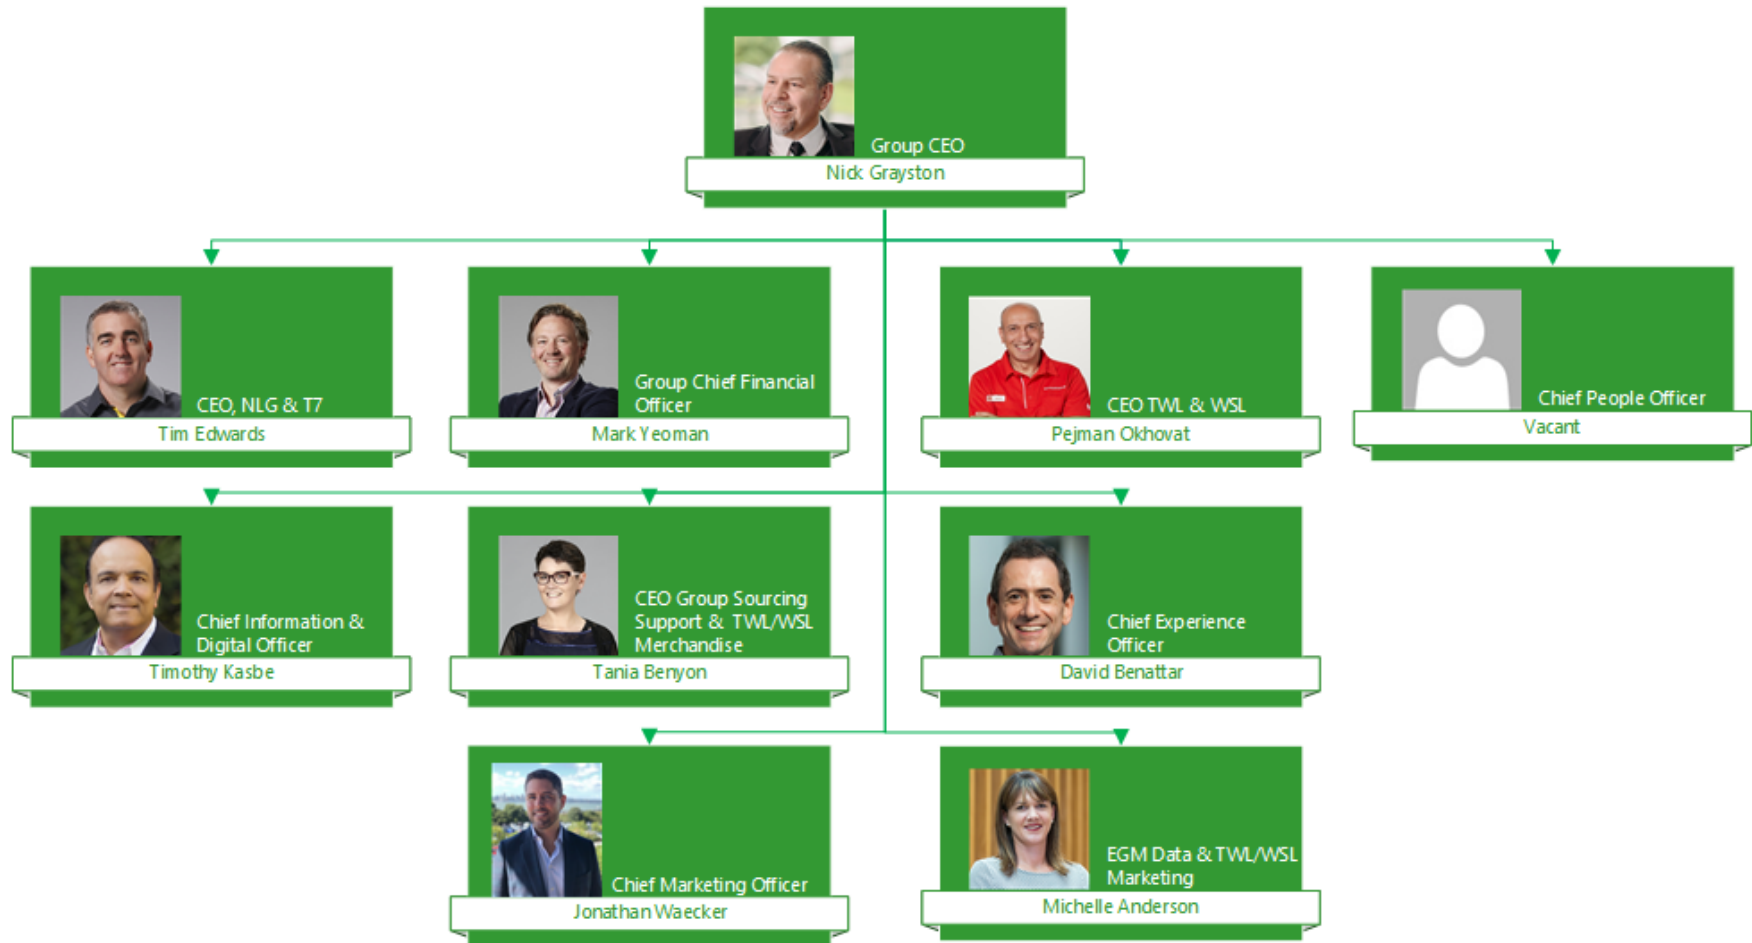 Group CEO
Nick Grayston
CEO, NLG & T7
Tim Edwards
Group Chief Financial
Officer
Mark Yeoman
CEO TWL & WSL
Pejman Okhovat
Chief People Officer
Vacant
Chief Information &
Digital Officer
Timothy Kasbe
CEO Group Sourcing
Support & TWL/WSL
Merchandise
Tania Benyon
Chief Experience
Officer
David Benattar
Chief Marketing Officer
Jonathan Waecker
EGM Data & TWL/WSL
Marketing
Michelle Anderson